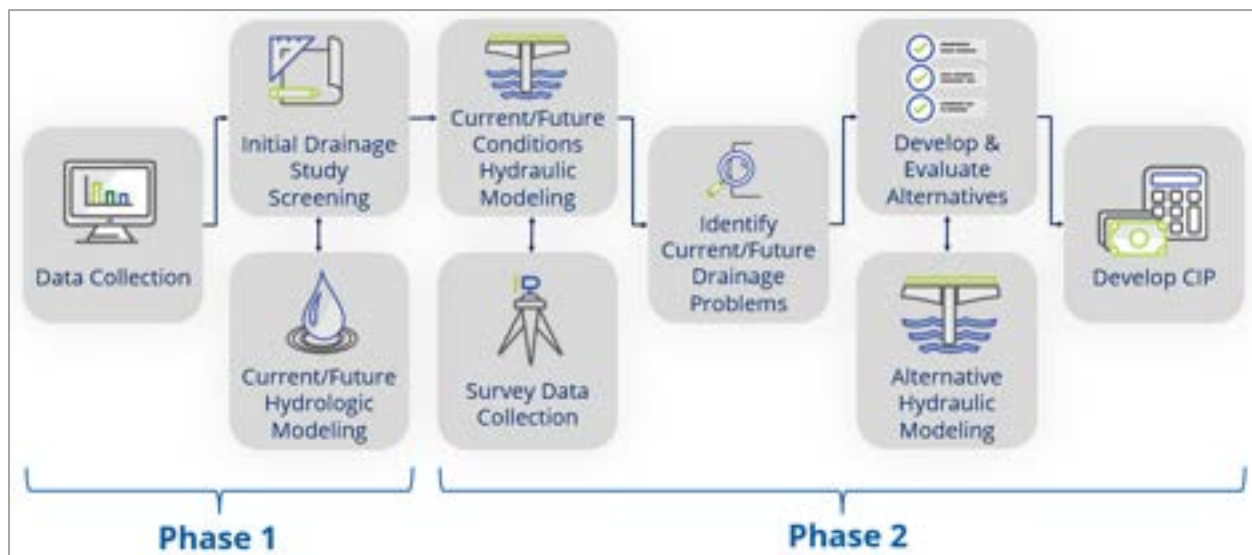 Data Collection
Initial Drainage
Study
Screening
Current/Future
Hydrologic
Modeling
Current/Future
Conditions
Hydraulic
Modeling
Survey Data
Collection
Identify
Current/Future
Drainage
Problems
Develop &
Evaluate
Alternatives
Alternative
Hydraulic
Modeling
Develop CIP
Phase 1
Phase 2